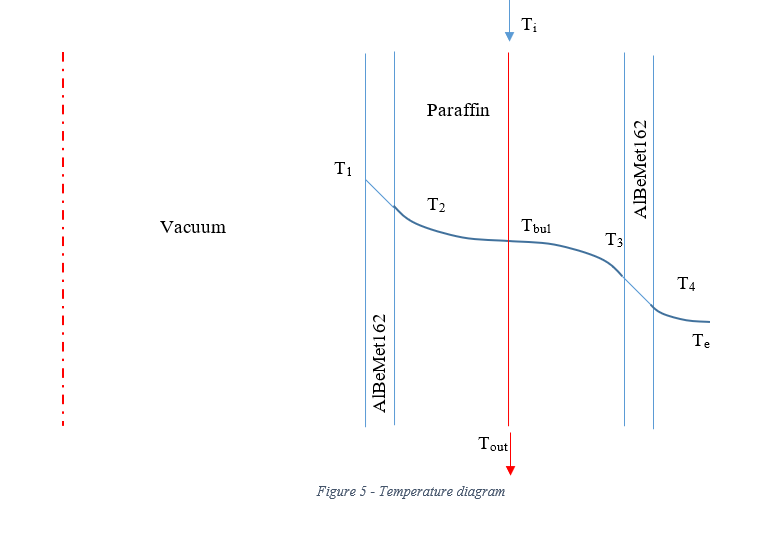 Ti
Paraffin
AlBeMet162
T1
T2
Tbul
T3
Vacuum
T4
AlBeMet162
Te
Tout
Figure 5 - Temperature diagram